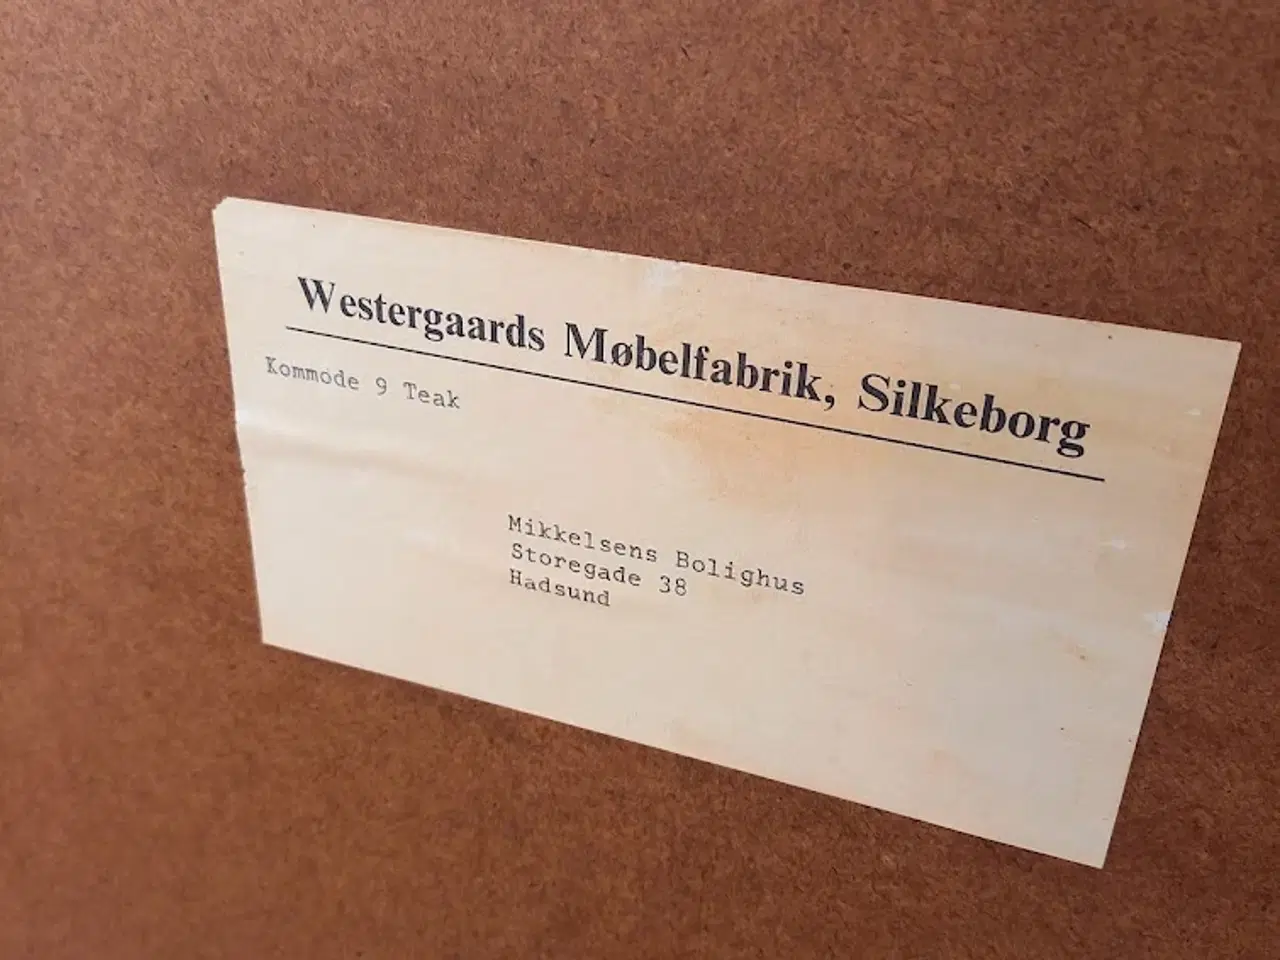 Westergaards Møbelfabrik, Silkeborg
Kommode 9 Teak
Mikkelsens Bolighus
Storegade 38
Hadsund